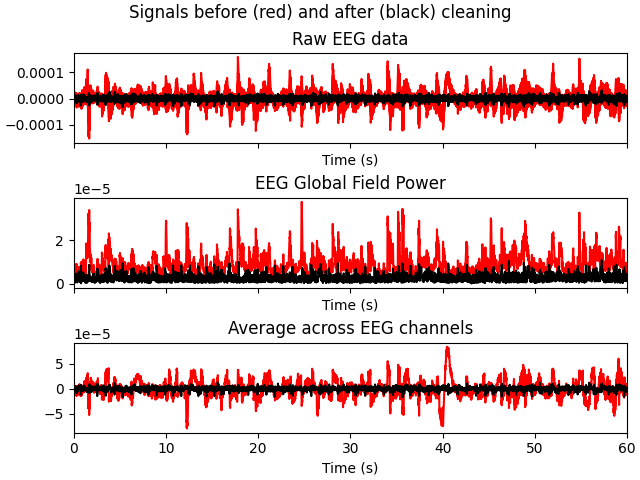 Signals before (red) and after (black) cleaning
Raw EEG data
0.0001
0.0000
−0.0001
Time (s)
EEG Global Field Power
1e−5
2
0
Time (s)
Average across EEG channels
1e−5
5
0
−5
0 10 20 30 40 50 60
Time (s)